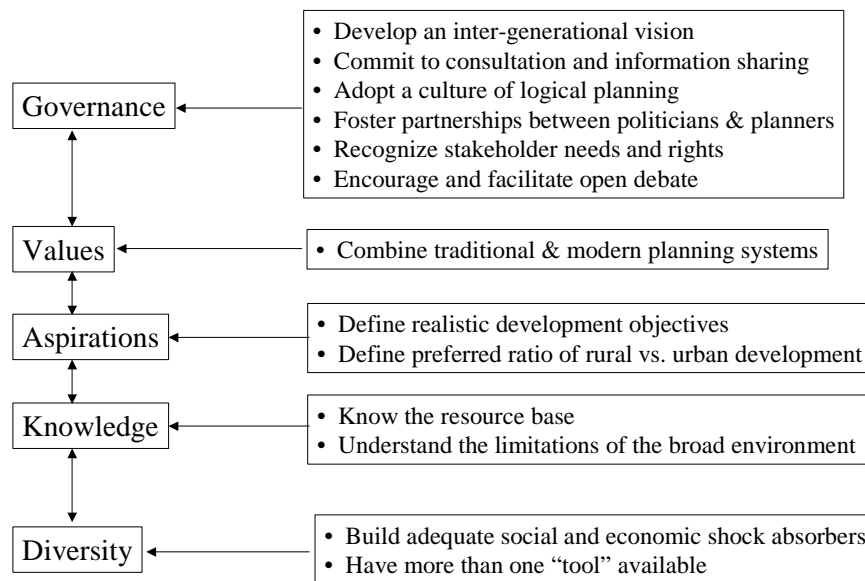 • Develop an inter-generational vision
• Commit to consultation and information sharing
• Adopt a culture of logical planning
• Foster partnerships between politicians & planners
• Recognize stakeholder needs and rights
• Encourage and facilitate open debate
Governance
Values
• Combine traditional & modern planning systems
Aspirations
• Define realistic development objectives
• Define preferred ratio of rural vs. urban development
Knowledge
• Know the resource base
• Understand the limitations of the broad environment
Diversity
• Build adequate social and economic shock absorbers
• Have more than one “tool” available